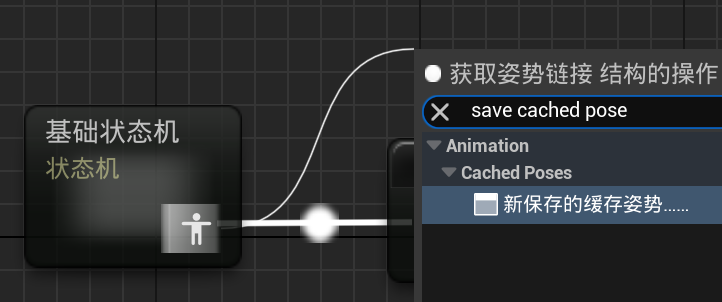 获取姿势链接 结构的操作
save cached pose
基础状态机
状态机
Animation
Cached Poses
新保存的缓存姿势......